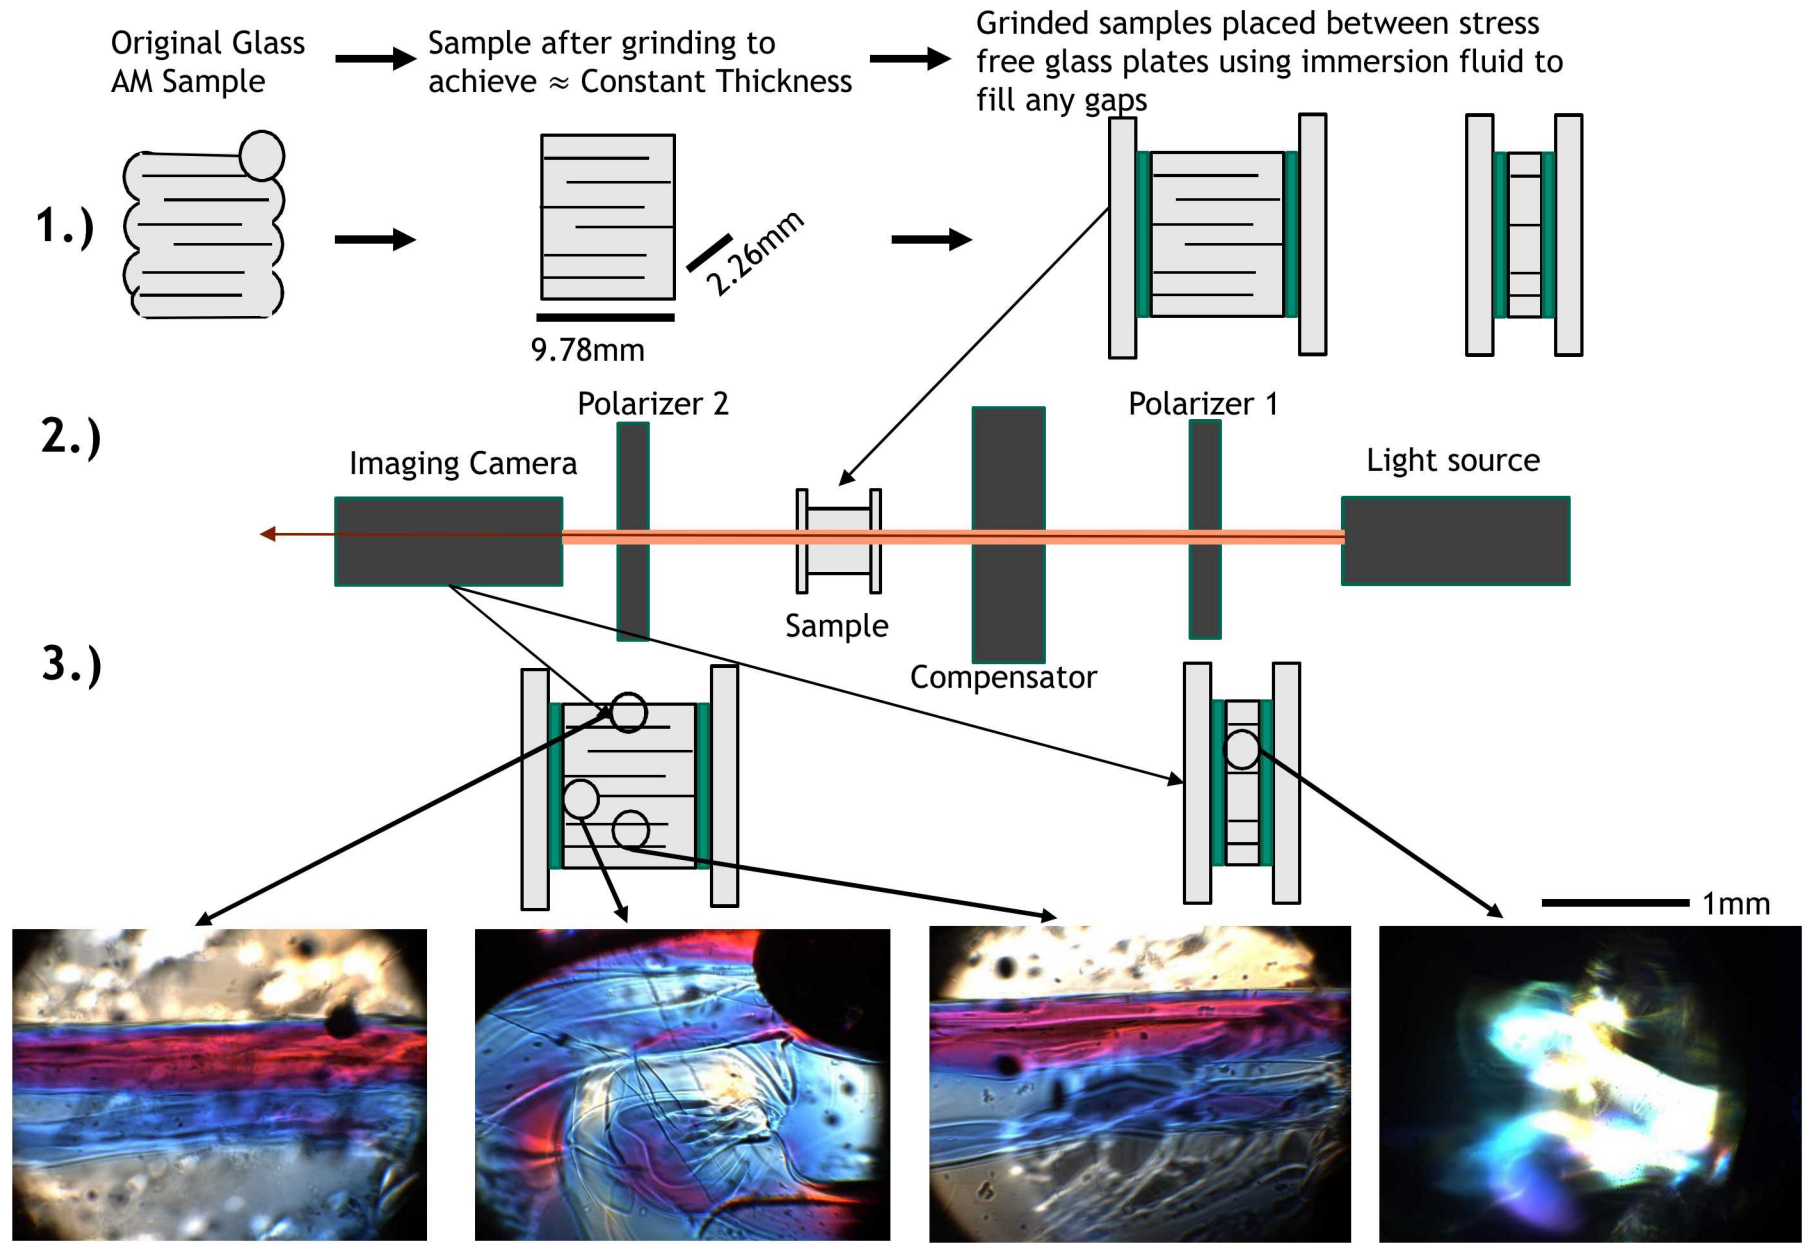 Original Glass
AM Sample
Sample after grinding to
achieve ≈ Constant Thickness
Grinded samples placed between stress
free glass plates using immersion fluid to
fill any gaps
1.)
2.26mm
9.78mm
2.)
Polarizer 2
Polarizer 1
Imaging Camera
Light source
Sample
3.)
Compensator
1mm